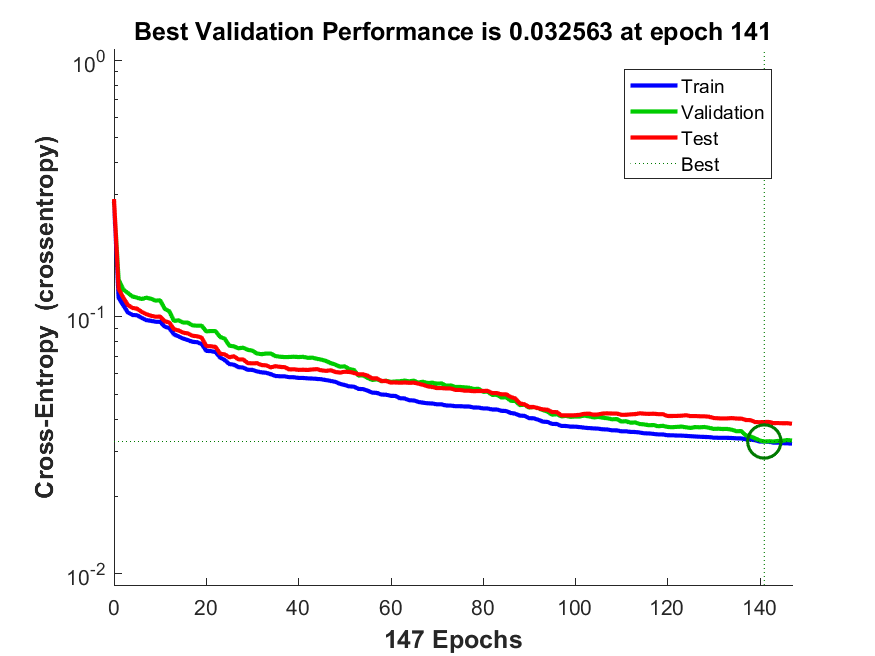 Best Validation Performance is 0.032563 at epoch 141
Train
Validation
Test
Best
Cross-Entropy (crossentropy)
10^0
10^-1
10^-2
0 20 40 60 80 100 120 140
147 Epochs